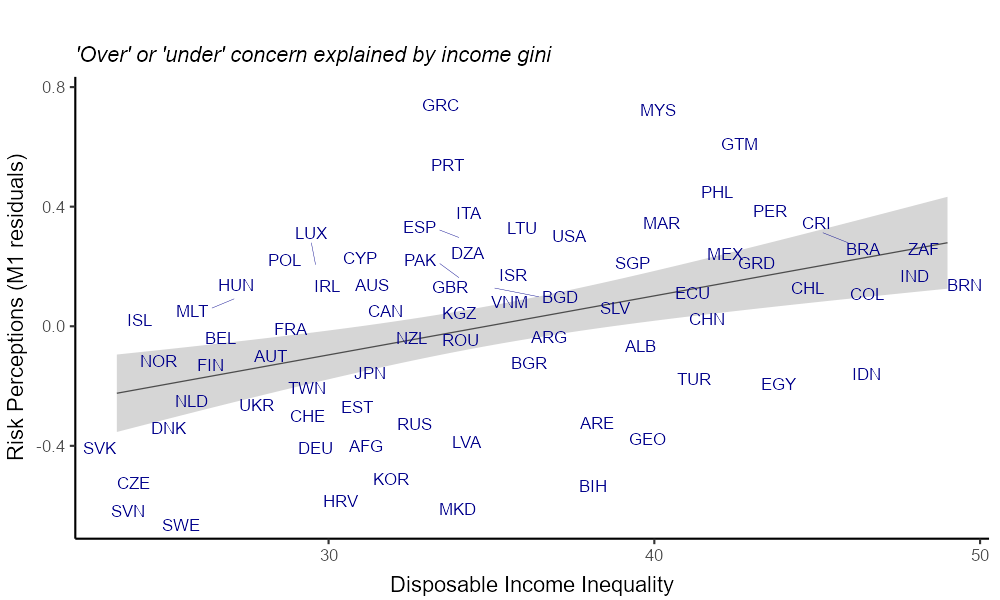 'Over' or 'under' concern explained by income gini
Risk Perceptions (M1 residuals)
0.8
0.4
0.0
-0.4
GRC
MYS
GTM
PRT
PHL
ITA
PER
ESP
LTU
MAR
CRI
LUX
USA
DZA
MEX
BRA
ZAF
POL
CYP
PAK
SGP
GRD
ISR
IND
HUN
IRL
AUS
GBR
CHL
BRN
BGD
ECU
COL
MLT
CAN
VNM
SLV
ISL
KGZ
CHN
FRA
BEL
NZL
ROU
ARG
ALB
AUT
NOR
FIN
BGR
JPN
TUR
IDN
TWN
EGY
NLD
UKR
EST
CHE
DNK
RUS
ARE
GEO
SVK
DEU
AFG
LVA
CZE
KOR
BIH
HRV
SVN
MKD
SWE
30
40
50
Disposable Income Inequality